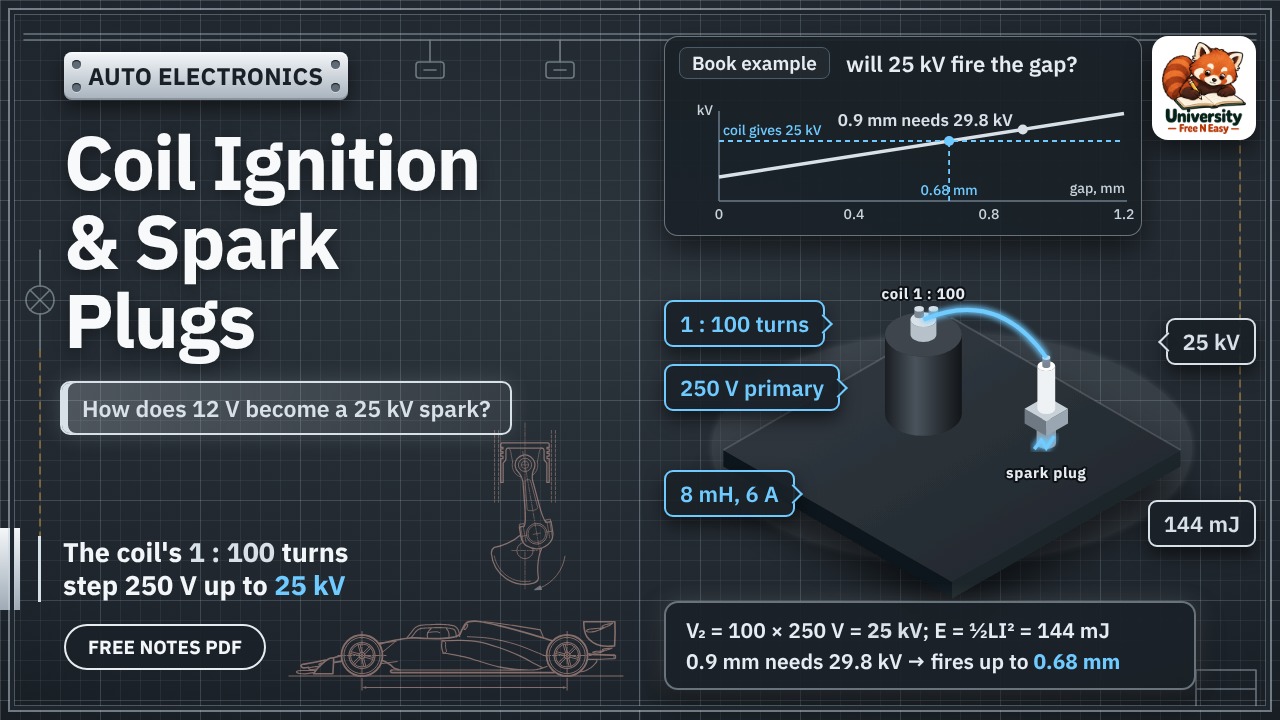 AUTO ELECTRONICS
Coil Ignition
& Spark
Plugs
How does 12 V become a 25 kV spark?
The coil's 1 : 100 turns
step 250 V up to 25 kV
FREE NOTES PDF
Book example
will 25 kV fire the gap?
kV
coil gives 25 kV
0.9 mm needs 29.8 kV
0.68 mm
gap, mm
0
0.4
0.8
1.2
University
Free N Easy
coil 1 : 100
1 : 100 turns
250 V primary
8 mH, 6 A
25 kV
spark plug
144 mJ
V₂ = 100 × 250 V = 25 kV; E = ½LI² = 144 mJ
0.9 mm needs 29.8 kV → fires up to 0.68 mm